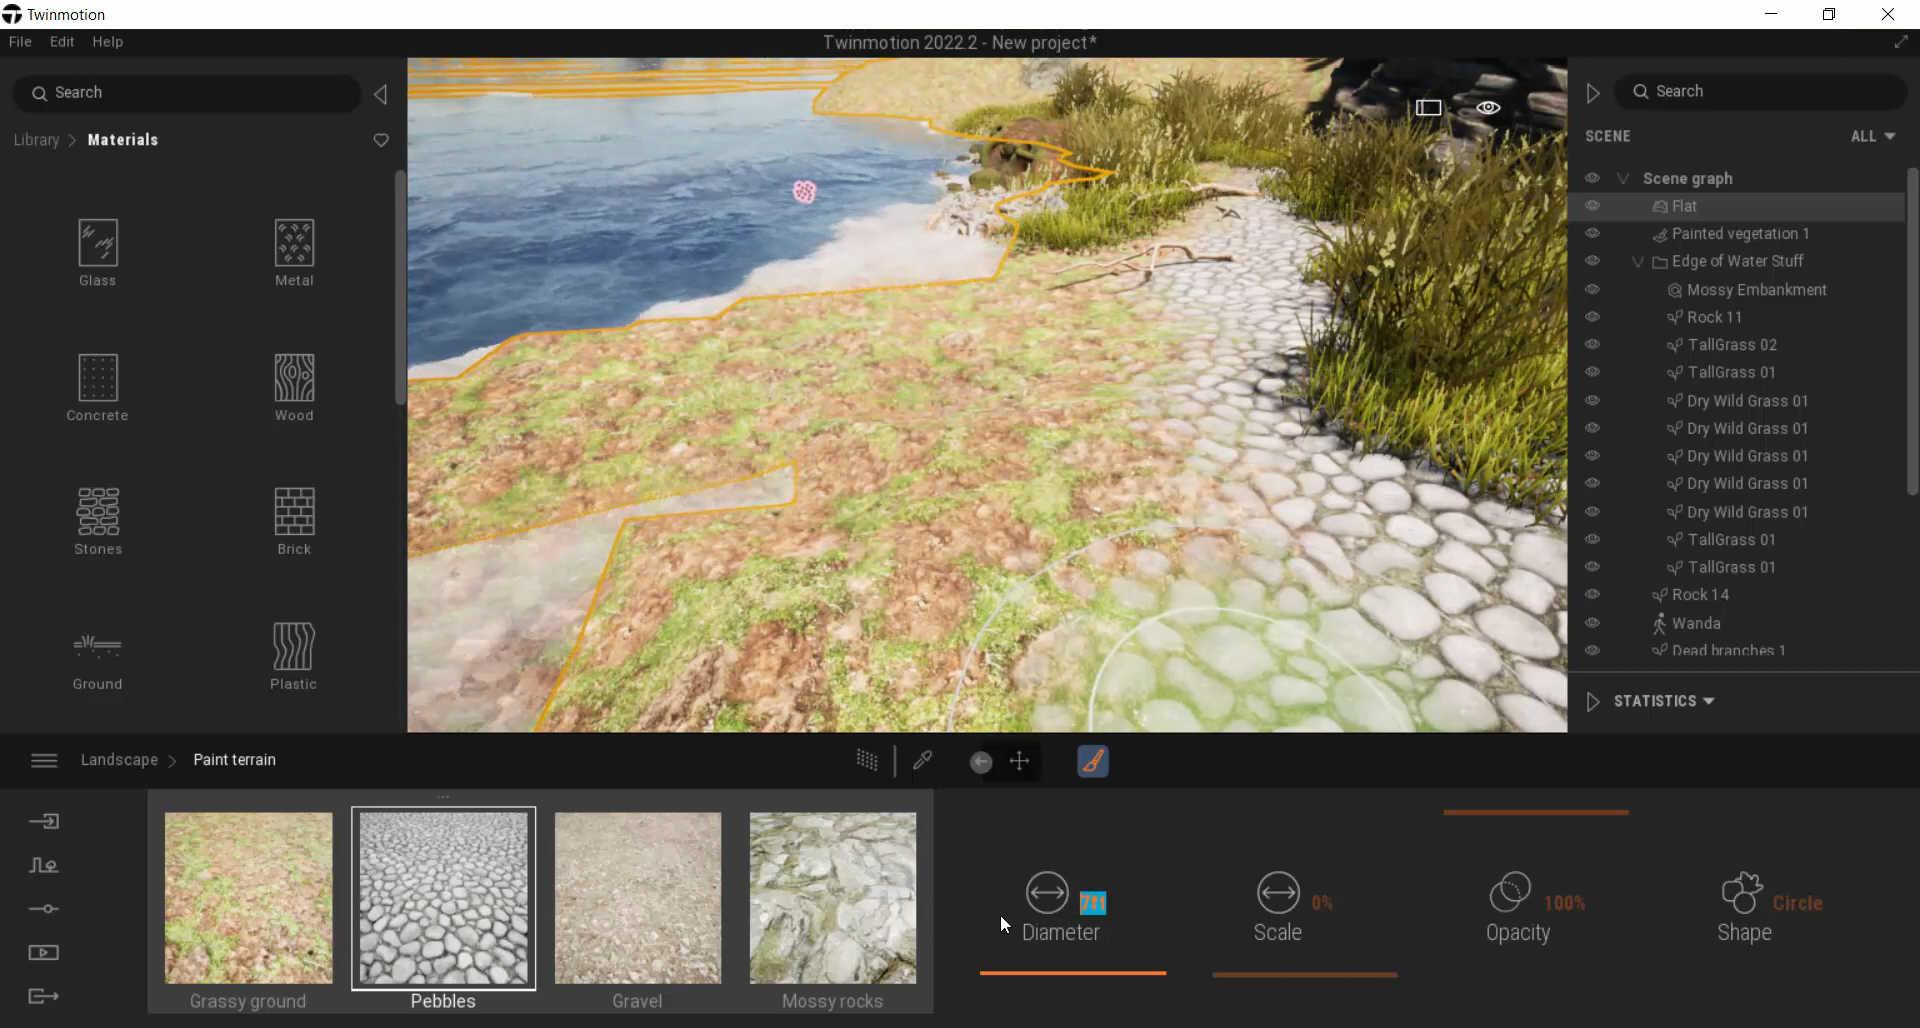 Twinmotion
File Edit Help
Twinmotion 2022.2 - New project*
Search
Library > Materials
Glass
Metal
Concrete
Wood
Stones
Brick
Ground
Plastic
Search
SCENE
ALL
Scene graph
Flat
Painted vegetation 1
Edge of Water Stuff
Mossy Embankment
Rock 11
TallGrass 02
TallGrass 01
Dry Wild Grass 01
Dry Wild Grass 01
Dry Wild Grass 01
Dry Wild Grass 01
Dry Wild Grass 01
TallGrass 01
TallGrass 01
Rock 14
Wanda
Dead branches 1
STATISTICS
Landscape > Paint terrain
Grassy ground
Pebbles
Gravel
Mossy rocks
7ft
Diameter
0%
Scale
100%
Opacity
Circle
Shape